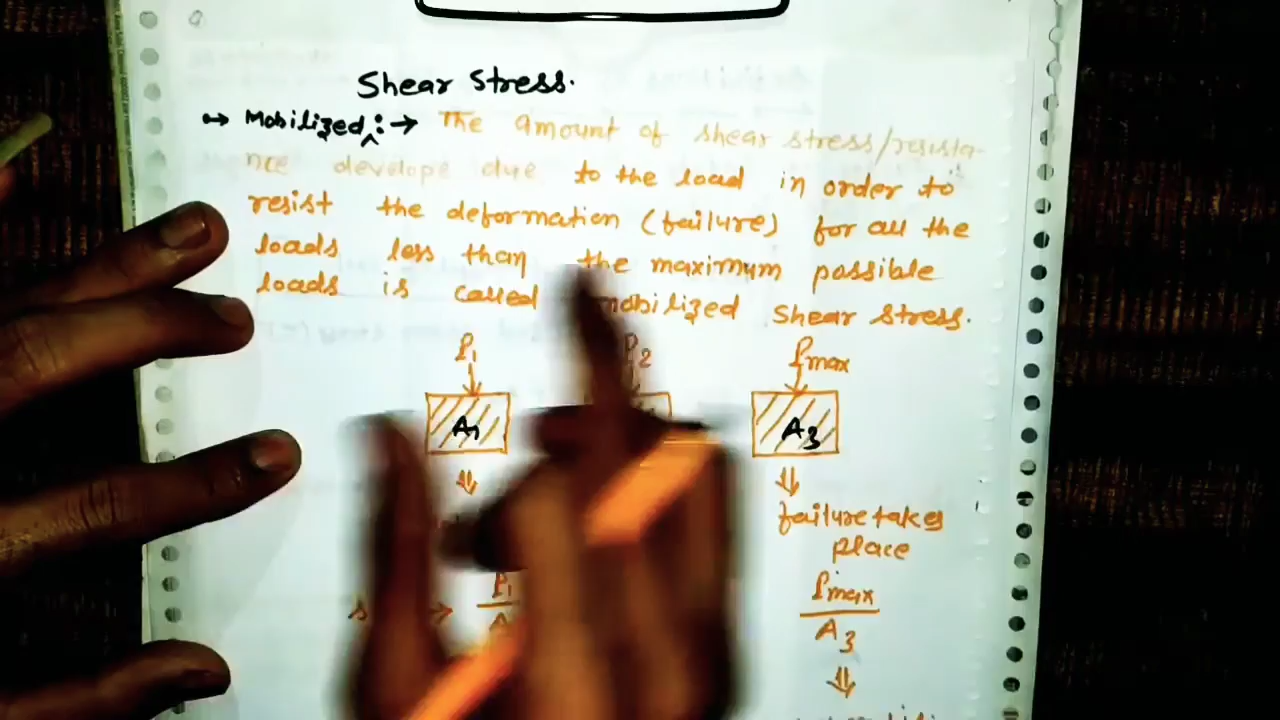 Shear Stress.
↦ Mobilized^:→ The amount of shear stress/resista-
nce develope due to the load in order to
resist the deformation (failure) for all the
loads less than the maximum possible
loads is called mobilized shear stress.
P1 P2 Pmax
A1 A3
failure takes
place
P1 Pmax
A3